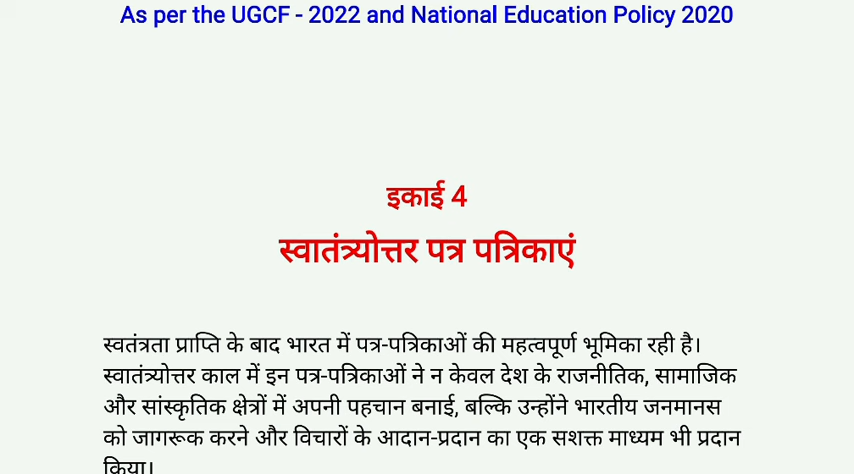 As per the UGCF - 2022 and National Education Policy 2020
इकाई 4
स्वातंत्र्योत्तर पत्र पत्रिकाएं
स्वतंत्रता प्राप्ति के बाद भारत में पत्र-पत्रिकाओं की महत्वपूर्ण भूमिका रही है।
स्वातंत्र्योत्तर काल में इन पत्र-पत्रिकाओं ने न केवल देश के राजनीतिक, सामाजिक
और सांस्कृतिक क्षेत्रों में अपनी पहचान बनाई, बल्कि उन्होंने भारतीय जनमानस
को जागरूक करने और विचारों के आदान-प्रदान का एक सशक्त माध्यम भी प्रदान
किया।